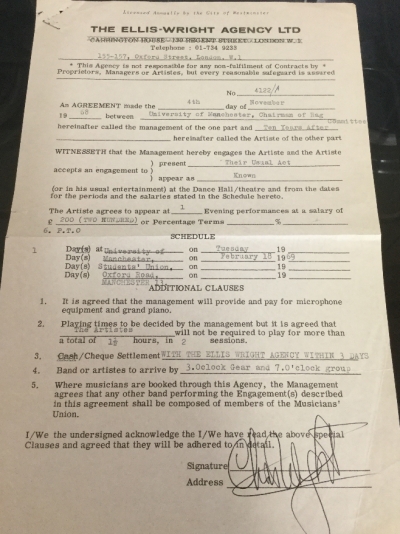 Licensed Annually by the City of Westminster
THE ELLIS-WRIGHT AGENCY LTD
CARRINGTON HOUSE 130 REGENT STREET LONDON W.1
Telephone : 01-734 9233
155-157, Oxford Street, London. W.1
* This Agency is not responsible for any non-fulfilment of Contracts by *
Proprietors, Managers or Artistes, but every reasonable safeguard is assured
No 4122/A
An AGREEMENT made the 4th day of November
19 68 between University of Manchester, Chairman of Rag Committee
hereinafter called the management of the one part and Ten Years After
hereinafter called the Artiste of the other part
WITNESSETH that the Management hereby engages the Artiste and the Artiste
accepts an engagement to ) present Their Usual Act
) appear as Known
(or in his usual entertainment) at the Dance Hall/theatre and from the dates
for the periods and the salaries stated in the Schedule hereto.
The Artiste agrees to appear at 1 Evening performances at a salary of
£ 200 (TWO HUNDRED) or Percentage Terms %
6. P.T.O
SCHEDULE
1 Day(s) at University of on Tuesday 19
Day(s) Manchester, on February 18 1969
Day(s) Students' Union, on 19
Day(s) Oxford Road, on 19
MANCHESTER 13.
ADDITIONAL CLAUSES
1. It is agreed that the management will provide and pay for microphone
equipment and grand piano.
2. Playing times to be decided by the management but it is agreed that
The Artistes will not be required to play for more than
a total of 1½ hours, in 2 sessions.
3. Cash/Cheque Settlement WITH THE ELLIS WRIGHT AGENCY WITHIN 3 DAYS
4. Band or artistes to arrive by 3.Oclock Gear and 7.O'clock group
5. Where musicians are booked through this Agency, the Management
agrees that any other band performing the Engagement(s) described
in this agreement shall be composed of members of the Musicians'
Union.
I/We the undersigned acknowledge the I/We have read the above special
Clauses and agreed that they will be adhered to in detail.
Signature
Address